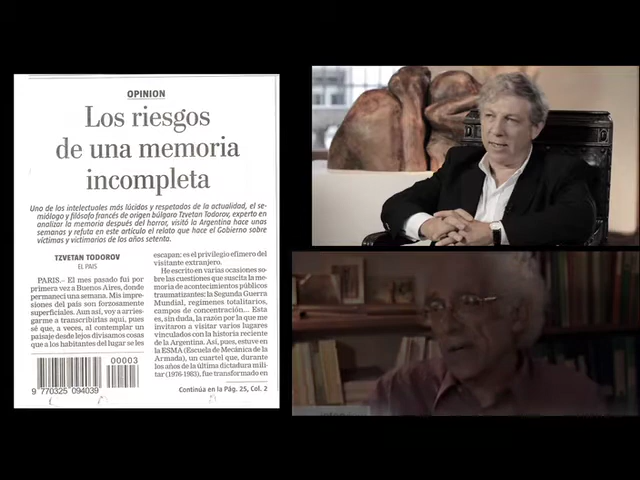 OPINION
Los riesgos
de una memoria
incompleta
Uno de los intelectuales más lúcidos y respetados de la actualidad, el se-
miólogo y filósofo francés de origen búlgaro Tzvetan Todorov, experto en
analizar la memoria después del horror, visitó la Argentina hace unas
semanas y refuta en este artículo el relato que hace el Gobierno sobre
víctimas y victimarios de los años setenta.
TZVETAN TODOROV
EL PAIS
PARIS.– El mes pasado fui por
primera vez a Buenos Aires, donde
permanecí una semana. Mis impre-
siones del país son forzosamente
superficiales. Aun así, voy a arries-
garme a transcribirlas aquí, pues
sé que, a veces, al contemplar un
paisaje desde lejos divisamos cosas
que a los habitantes del lugar se les
escapan: es el privilegio efímero del
visitante extranjero.
He escrito en varias ocasiones so-
bre las cuestiones que suscita la me-
moria de acontecimientos públicos
traumatizantes: la Segunda Guerra
Mundial, regímenes totalitarios,
campos de concentración... Esta
es, sin duda, la razón por la que me
invitaron a visitar varios lugares
vinculados con la historia reciente
de la Argentina. Así, pues, estuve en
la ESMA (Escuela de Mecánica de la
Armada), un cuartel que, durante
los años de la última dictadura mili-
tar (1976-1983), fue transformado en
00003
9 770325 094039
Continúa en la Pág. 25, Col. 2